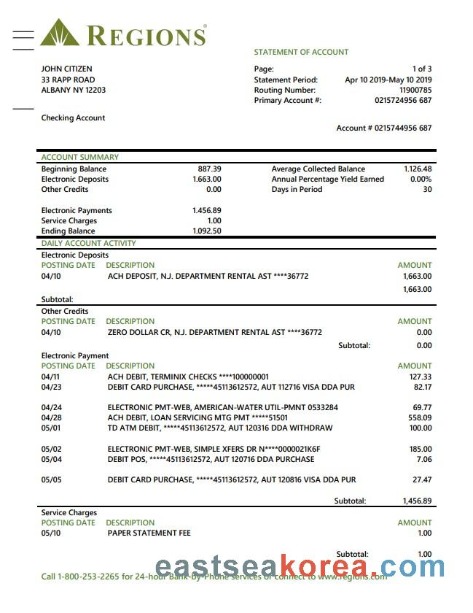 REGIONS
STATEMENT OF ACCOUNT
JOHN CITIZEN
33 RAPP ROAD
ALBANY NY 12203
Page: 1 of 3
Statement Period: Apr 10 2019-May 10 2019
Routing Number: 11900785
Primary Account #: 0215724956 687
Checking Account
Account # 0215744956 687
ACCOUNT SUMMARY
Beginning Balance 887.39 Average Collected Balance 1,126.48
Electronic Deposits 1.663.00 Annual Percentage Yield Earned 0.00%
Other Credits 0.00 Days in Period 30
Electronic Payments 1.456.89
Service Charges 1.00
Ending Balance 1.092.50
DAILY ACCOUNT ACTIVITY
Electronic Deposits
POSTING DATE DESCRIPTION AMOUNT
04/10 ACH DEPOSIT, N.J. DEPARTMENT RENTAL AST ****36772 1,663.00
1,663.00
Subtotal:
Other Credits
POSTING DATE DESCRIPTION AMOUNT
04/10 ZERO DOLLAR CR, N.J. DEPARTMENT RENTAL AST ****36772 0.00
Subtotal: 0.00
Electronic Payment
POSTING DATE DESCRIPTION AMOUNT
04/11 ACH DEBIT, TERMINIX CHECKS ****100000001 127.33
04/23 DEBIT CARD PURCHASE, *****45113612572, AUT 112716 VISA DDA PUR 82.17
04/24 ELECTRONIC PMT-WEB, AMERICAN-WATER UTIL-PMNT 0533284 69.77
04/28 ACH DEBIT, LOAN SERVICING MTG PMT *****51501 558.09
05/01 TD ATM DEBIT, *****45113612572, AUT 120316 DDA WITHDRAW 100.00
05/02 ELECTRONIC PMT-WEB, SIMPLE XFERS DR N****0000021K6F 185.00
05/04 DEBIT POS, *****45113612572, AUT 120716 DDA PURCHASE 7.06
05/05 DEBIT CARD PURCHASE, *****45113612572, AUT 120816 VISA DDA PUR 27.47
Subtotal: 1,456.89
Service Charges
POSTING DATE DESCRIPTION AMOUNT
05/10 PAPER STATEMENT FEE 1.00
Subtotal: 1.00
eastseakorea.com
Call 1-800-253-2265 for 24-hour Bank-by-Phone services or connect to www.regions.com